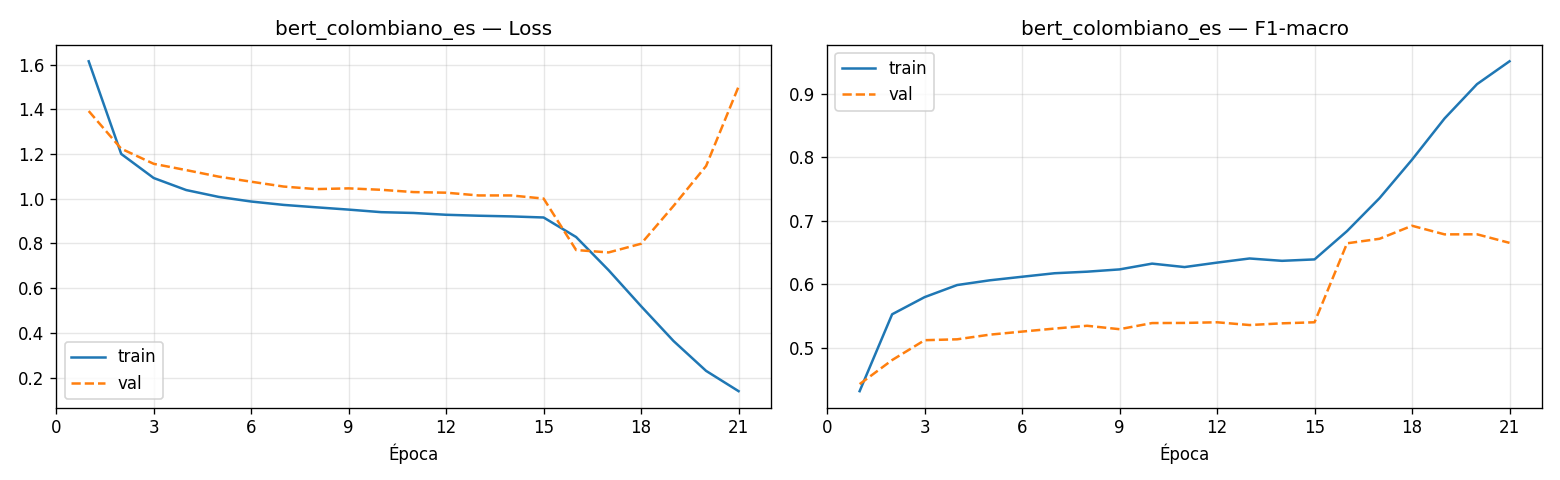 bert_colombiano_es — Loss
1.6
1.4
1.2
1.0
0.8
0.6
0.4
0.2
train
val
0 3 6 9 12 15 18 21
Época
bert_colombiano_es — F1-macro
train
val
0.9
0.8
0.7
0.6
0.5
0 3 6 9 12 15 18 21
Época